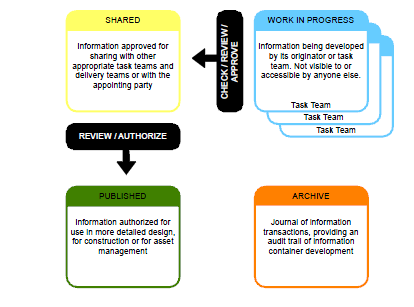 SHARED
Information approved for
sharing with other
appropriate task teams and
delivery teams or with the
appointing party
CHECK / REVIEW /
APPROVE
WORK IN PROGRESS
Information being developed
by its originator or task
team. Not visible to or
accessible by anyone else.
Task Team
Task Team
Task Team
REVIEW / AUTHORIZE
PUBLISHED
Information authorized for
use in more detailed design,
for construction or for asset
management
ARCHIVE
Journal of information
transactions, providing an
audit trail of information
container development